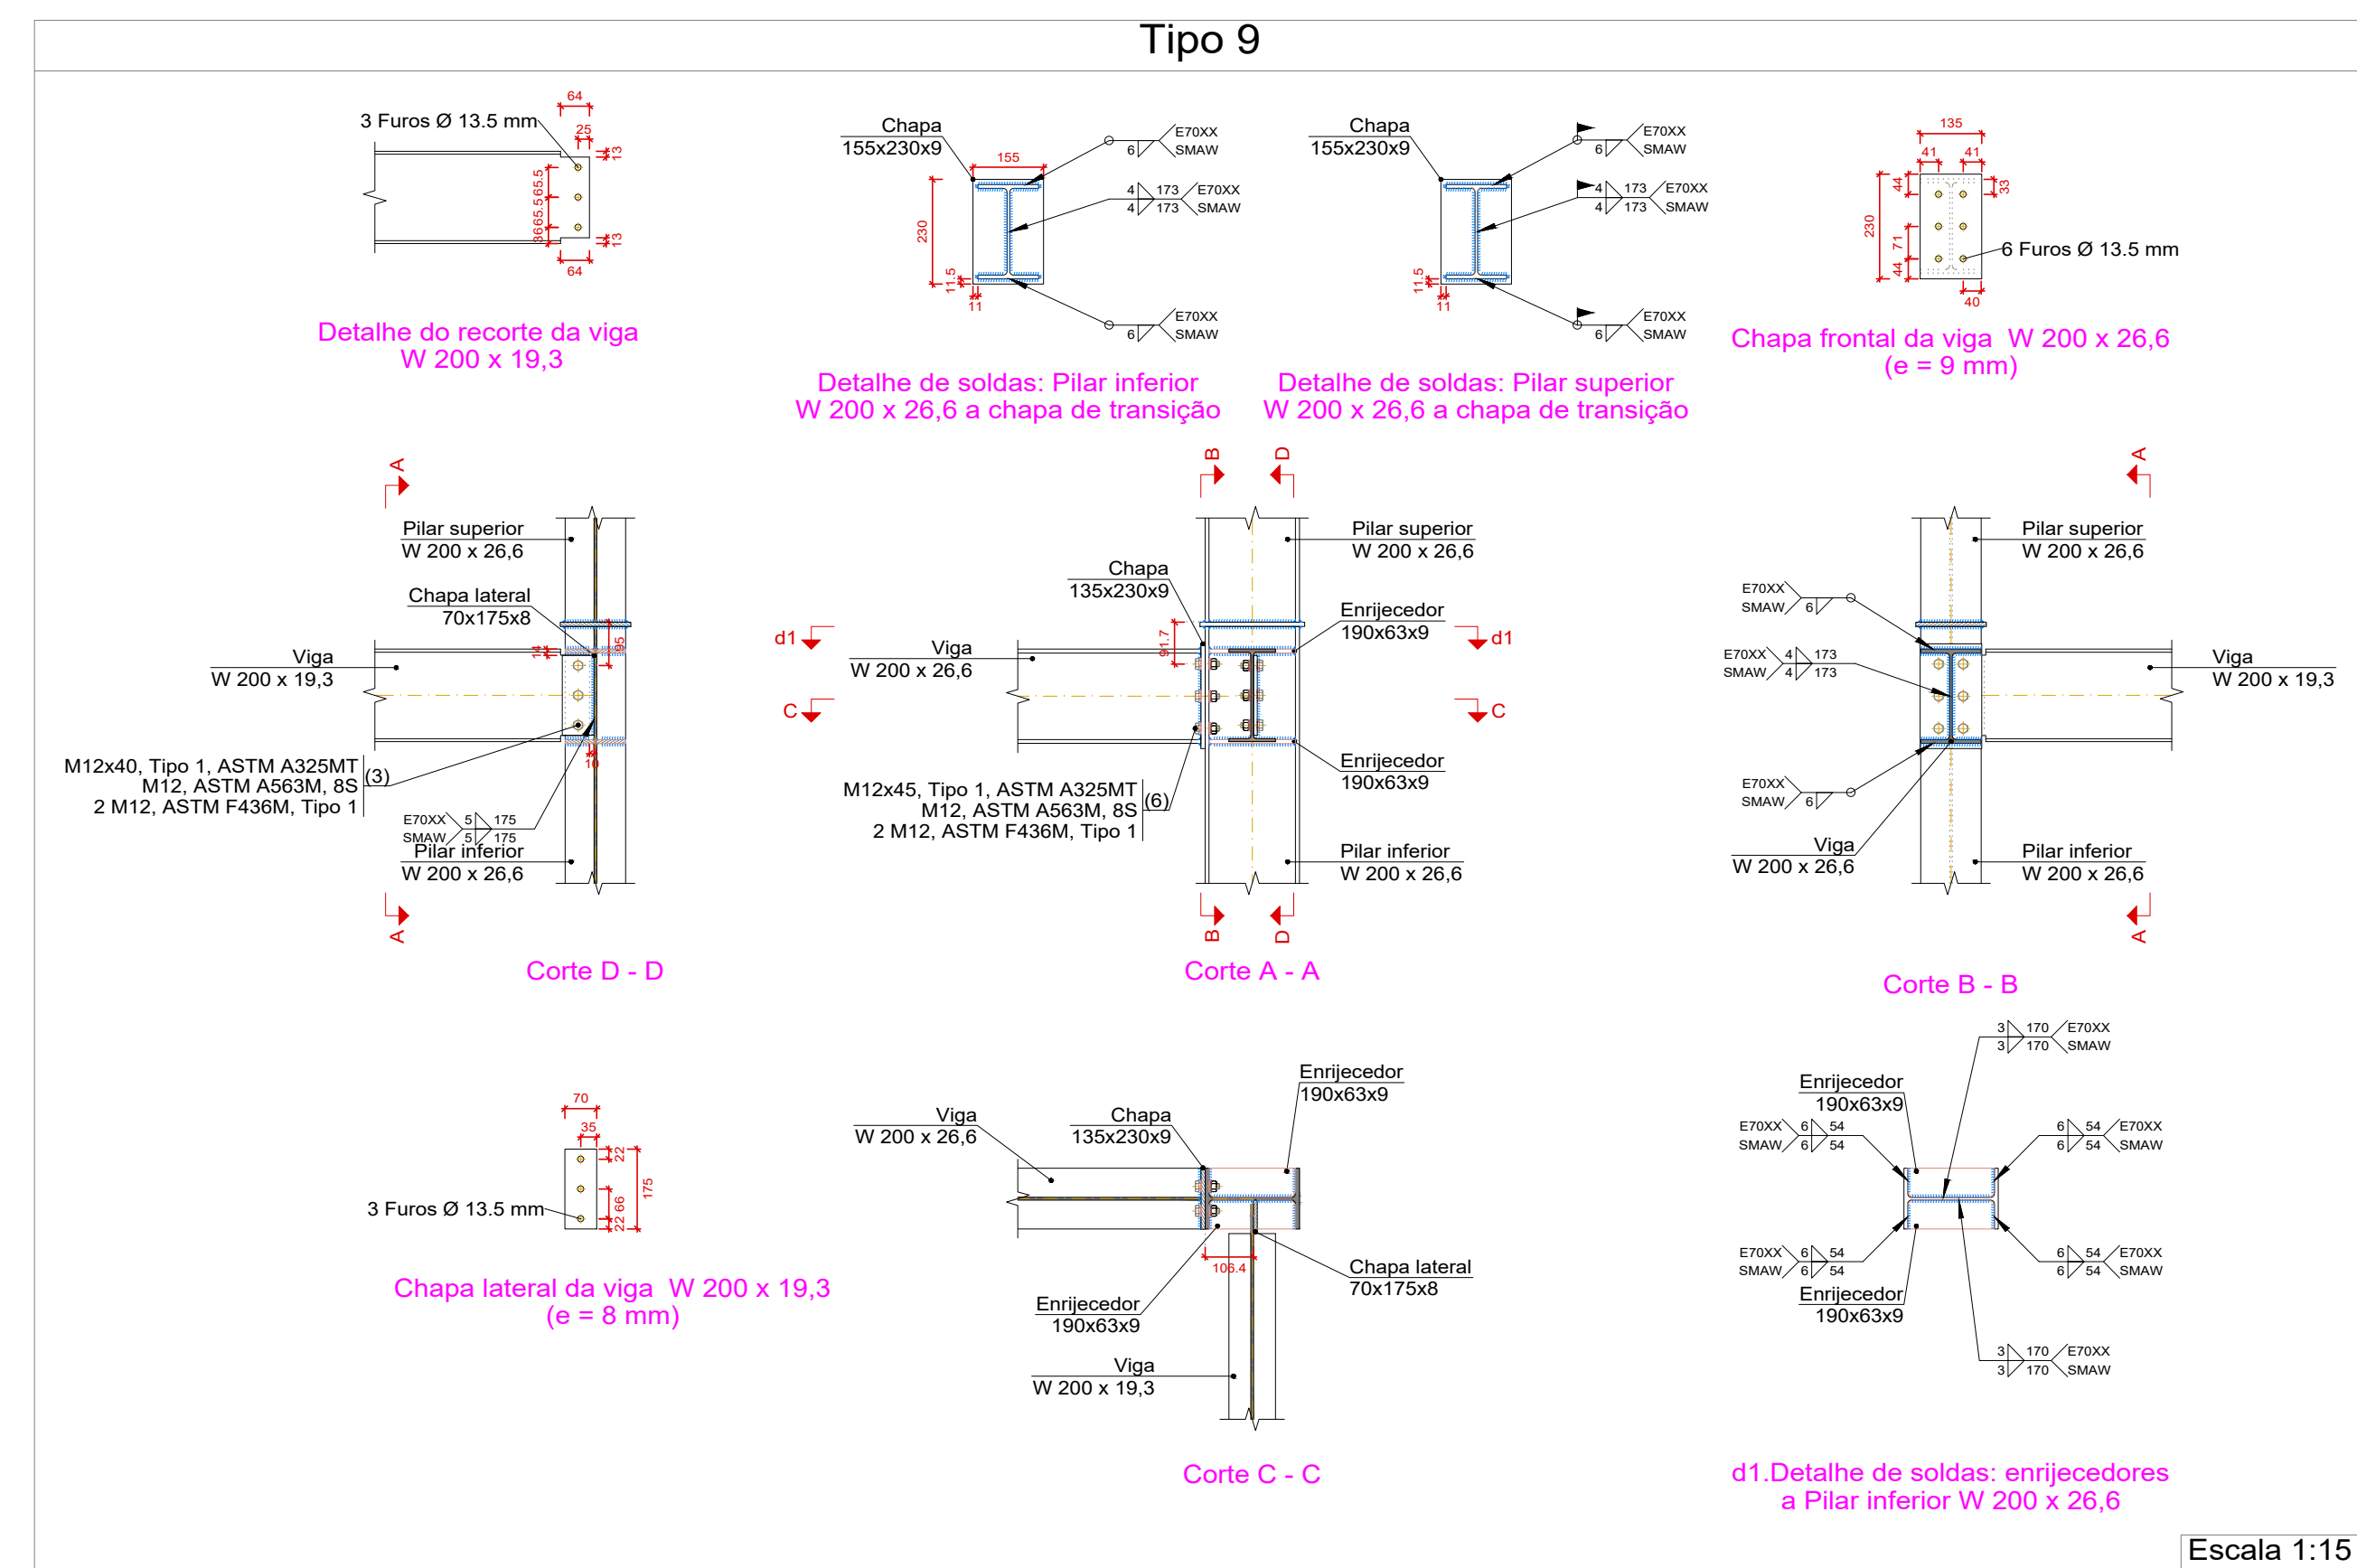 Tipo 9
64
3 Furos Ø 13.5 mm
25
13
65.5
65.5
36
13
64
Detalhe do recorte da viga
W 200 x 19,3
Chapa
155x230x9
155
230
11.5
11
6
E70XX
SMAW
4 173 E70XX
4 173 SMAW
6
E70XX
SMAW
Detalhe de soldas: Pilar inferior
W 200 x 26,6 a chapa de transição
Chapa
155x230x9
11.5
11
6
E70XX
SMAW
4 173 E70XX
4 173 SMAW
6
E70XX
SMAW
Detalhe de soldas: Pilar superior
W 200 x 26,6 a chapa de transição
135
41 41
44
33
230
71
44
40
6 Furos Ø 13.5 mm
Chapa frontal da viga W 200 x 26,6
(e = 9 mm)
A
Pilar superior
W 200 x 26,6
Chapa lateral
70x175x8
95
14
Viga
W 200 x 19,3
10
M12x40, Tipo 1, ASTM A325MT
M12, ASTM A563M, 8S
2 M12, ASTM F436M, Tipo 1
(3)
E70XX 5 175
SMAW 5 175
Pilar inferior
W 200 x 26,6
A
Corte D - D
B D
Pilar superior
W 200 x 26,6
Chapa
135x230x9
Enrijecedor
190x63x9
d1 d1
91.7
Viga
W 200 x 26,6
C C
Enrijecedor
190x63x9
M12x45, Tipo 1, ASTM A325MT
M12, ASTM A563M, 8S
2 M12, ASTM F436M, Tipo 1
(6)
Pilar inferior
W 200 x 26,6
B D
Corte A - A
A
Pilar superior
W 200 x 26,6
E70XX
SMAW
6
E70XX 4 173
SMAW 4 173
Viga
W 200 x 19,3
E70XX
SMAW
6
Viga
W 200 x 26,6
Pilar inferior
W 200 x 26,6
A
Corte B - B
70
35
22
175
66
22
3 Furos Ø 13.5 mm
Chapa lateral da viga W 200 x 19,3
(e = 8 mm)
Enrijecedor
190x63x9
Viga
W 200 x 26,6
Chapa
135x230x9
106.4
Chapa lateral
70x175x8
Enrijecedor
190x63x9
Viga
W 200 x 19,3
Corte C - C
3 170 E70XX
3 170 SMAW
Enrijecedor
190x63x9
E70XX 6 54
SMAW 6 54
6 54 E70XX
6 54 SMAW
E70XX 6 54
SMAW 6 54
6 54 E70XX
6 54 SMAW
Enrijecedor
190x63x9
3 170 E70XX
3 170 SMAW
d1.Detalhe de soldas: enrijecedores
a Pilar inferior W 200 x 26,6
Escala 1:15